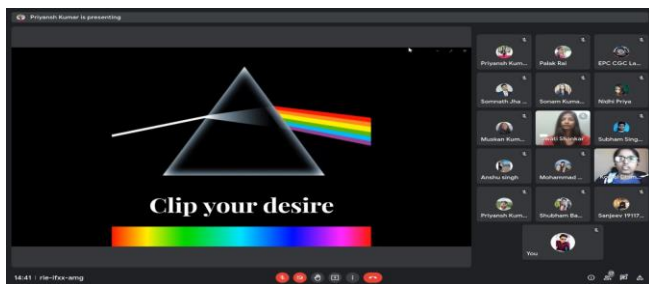 Priyansh Kumar is presenting
Priyansh Kum...
Palak Rai
EPC CGC La...
Somnath Jha ...
Sonam Kuma...
Nidhi Priya
Muskan Kum...
Shankar
Subham Sing...
Anshu singh
Mohammad ...
Priyansh Kum...
Shubham Ba...
Sanjeev 19117...
You
Clip your desire
14:41 | rie-lfxx-amg